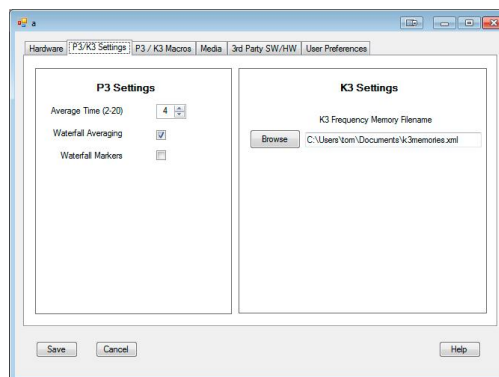 a
Hardware P3/K3 Settings P3 / K3 Macros Media 3rd Party SW/HW User Preferences
P3 Settings
Average Time (2-20) 4
Waterfall Averaging
Waterfall Markers
K3 Settings
K3 Frequency Memory Filename
Browse C:\Users\tom\Documents\k3memories.xml
Save Cancel Help